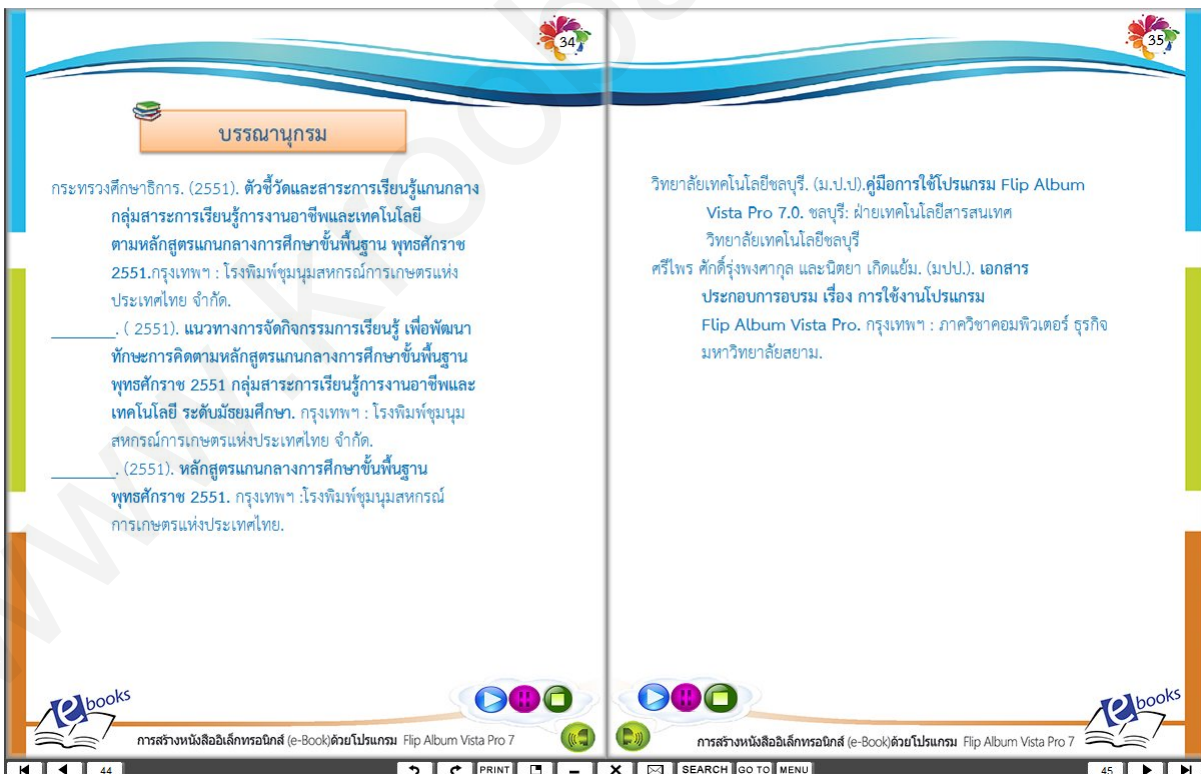 34
บรรณานุกรม
กระทรวงศึกษาธิการ. (2551). ตัวชี้วัดและสาระการเรียนรู้แกนกลาง
กลุ่มสาระการเรียนรู้การงานอาชีพและเทคโนโลยี
ตามหลักสูตรแกนกลางการศึกษาขั้นพื้นฐาน พุทธศักราช
2551.กรุงเทพฯ : โรงพิมพ์ชุมนุมสหกรณ์การเกษตรแห่ง
ประเทศไทย จำกัด.
________. ( 2551). แนวทางการจัดกิจกรรมการเรียนรู้ เพื่อพัฒนา
ทักษะการคิดตามหลักสูตรแกนกลางการศึกษาขั้นพื้นฐาน
พุทธศักราช 2551 กลุ่มสาระการเรียนรู้การงานอาชีพและ
เทคโนโลยี ระดับมัธยมศึกษา. กรุงเทพฯ : โรงพิมพ์ชุมนุม
สหกรณ์การเกษตรแห่งประเทศไทย จำกัด.
________. (2551). หลักสูตรแกนกลางการศึกษาขั้นพื้นฐาน
พุทธศักราช 2551. กรุงเทพฯ :โรงพิมพ์ชุมนุมสหกรณ์
การเกษตรแห่งประเทศไทย.
e books
การสร้างหนังสืออิเล็กทรอนิกส์ (e-Book)ด้วยโปรแกรม Flip Album Vista Pro 7
35
วิทยาลัยเทคโนโลยีชลบุรี. (ม.ป.ป).คู่มือการใช้โปรแกรม Flip Album
Vista Pro 7.0. ชลบุรี: ฝ่ายเทคโนโลยีสารสนเทศ
วิทยาลัยเทคโนโลยีชลบุรี
ศรีไพร ศักดิ์รุ่งพงศากุล และนิตยา เกิดแย้ม. (มปป.). เอกสาร
ประกอบการอบรม เรื่อง การใช้งานโปรแกรม
Flip Album Vista Pro. กรุงเทพฯ : ภาควิชาคอมพิวเตอร์ ธุรกิจ
มหาวิทยาลัยสยาม.
e books
การสร้างหนังสืออิเล็กทรอนิกส์ (e-Book)ด้วยโปรแกรม Flip Album Vista Pro 7
44 PRINT SEARCH GO TO MENU 45